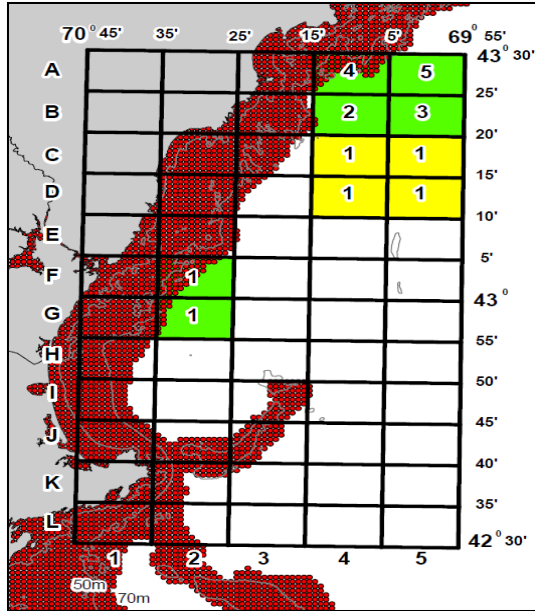 70° 45' 35' 25' 15' 5' 69° 55'
A 4 5 43° 30'
25'
B 2 3
20'
C 1 1
15'
D 1 1
10'
E
5'
F 1
43°
G 1
55'
H
50'
I
45'
J
40'
K
35'
L
42° 30'
1 2 3 4 5
50m
70m